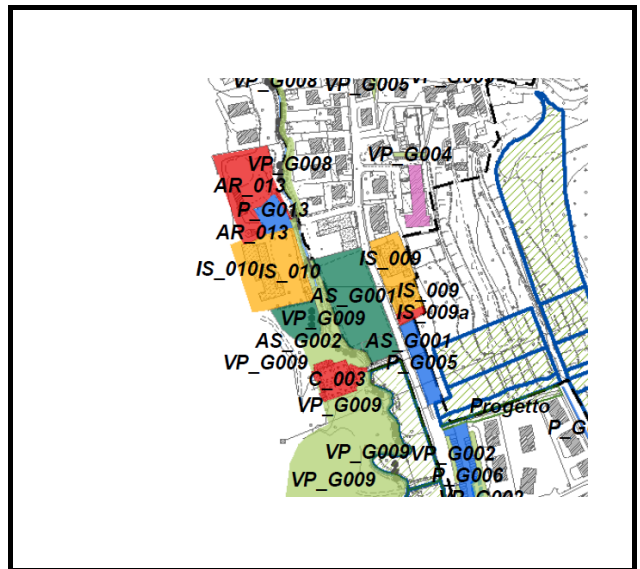 VP_G008
VP_G005
VP_G004
VP_G008
AR_013
P_G013
AR_013
IS_009
IS_010
IS_010
IS_009
AS_G001
IS_009a
VP_G009
AS_G002
AS_G001
VP_G009
P_G005
C_003
VP_G009
Progetto
P_G
VP_G009
VP_G002
VP_G009
P_G006